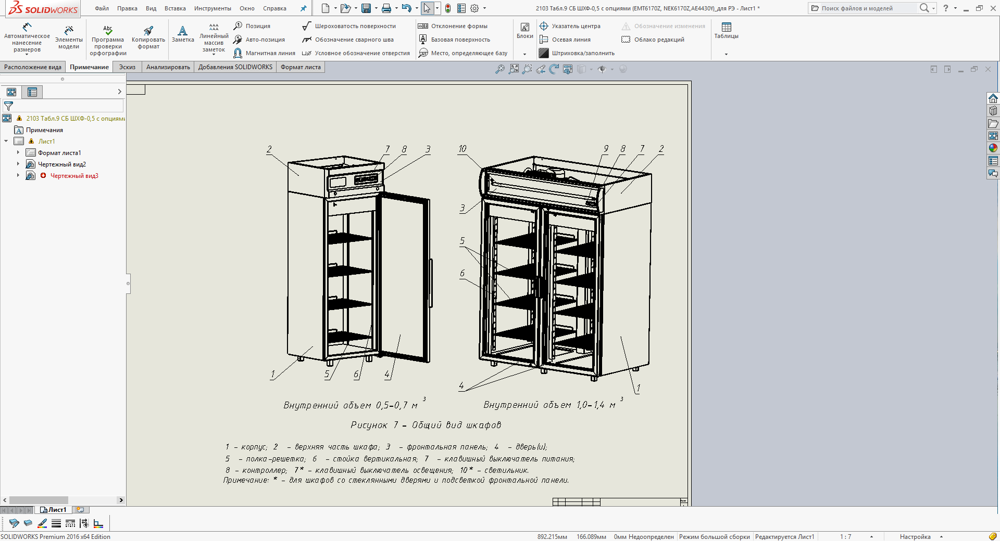 SOLIDWORKS
Файл Правка Вид Вставка Инструменты Окно Справка
2103 Табл.9 СБ ШХФ-0,5 с опциями (EMT6170Z, NEK6170Z,AE4430Y)_для РЭ - Лист1 *
Поиск файлов и моделей
Автоматическое нанесение размеров
Элементы модели
Программа проверки орфографии
Копировать формат
Заметка
Линейный массив заметок
Позиция
Авто-позиция
Магнитная линия
Шероховатость поверхности
Обозначение сварного шва
Условное обозначение отверстия
Отклонение формы
Базовая поверхность
Место, определяющее базу
Блоки
Указатель центра
Осевая линия
Штриховка/заполнить
Обозначение изменения
Облако редакций
Таблицы
Расположение вида Примечание Эскиз Анализировать Добавления SOLIDWORKS Формат листа
2103 Табл.9 СБ ШХФ-0,5 с опциями
Примечания
Лист1
Формат листа1
Чертежный вид2
Чертежный вид3
2 7 8 3 10 9 8 7 2
3
5
6
1 5 6 4
4 1
Внутренний объем 0,5-0,7 м 3
Внутренний объем 1,0-1,4 м 3
Рисунок 7 - Общий вид шкафов
1 - корпус; 2 - верхняя часть шкафа; 3 - фронтальная панель; 4 - дверь(и);
5 - полка-решетка; 6 - стойка вертикальная; 7 - клавишный выключатель питания;
8 - контроллер; 7* - клавишный выключатель освещения; 10* - светильник.
Примечание: * - для шкафов со стеклянными дверями и подсветкой фронтальной панели.
Лист1
SOLIDWORKS Premium 2016 x64 Edition
892.215мм 166.089мм 0мм Недоопределен Режим большой сборки Редактируется Лист1 1 : 7 Настройка